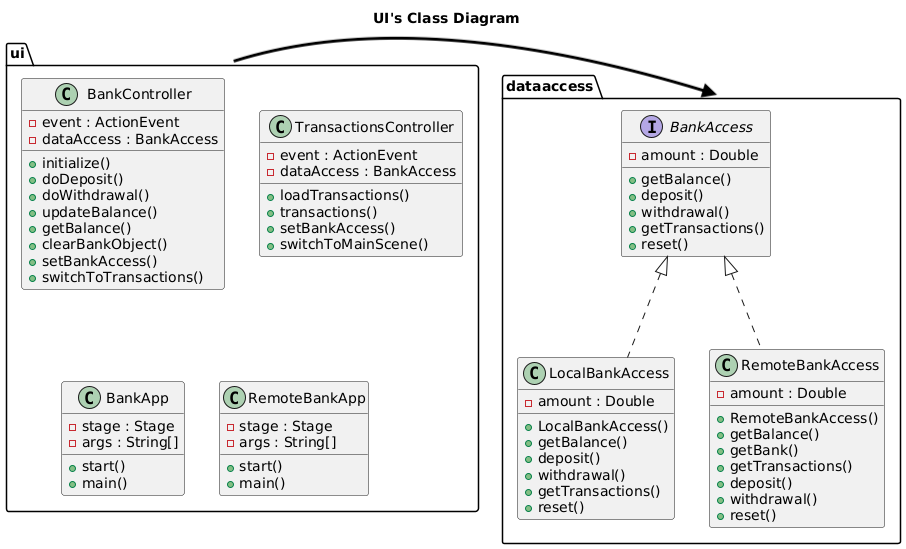 UI's Class Diagram
ui
C BankController
event : ActionEvent
dataAccess : BankAccess
initialize()
doDeposit()
doWithdrawal()
updateBalance()
getBalance()
clearBankObject()
setBankAccess()
switchToTransactions()
C TransactionsController
event : ActionEvent
dataAccess : BankAccess
loadTransactions()
transactions()
setBankAccess()
switchToMainScene()
C BankApp
stage : Stage
args : String[]
start()
main()
C RemoteBankApp
stage : Stage
args : String[]
start()
main()
dataaccess
I BankAccess
amount : Double
getBalance()
deposit()
withdrawal()
getTransactions()
reset()
C LocalBankAccess
amount : Double
LocalBankAccess()
getBalance()
deposit()
withdrawal()
getTransactions()
reset()
C RemoteBankAccess
amount : Double
RemoteBankAccess()
getBalance()
getBank()
getTransactions()
deposit()
withdrawal()
reset()